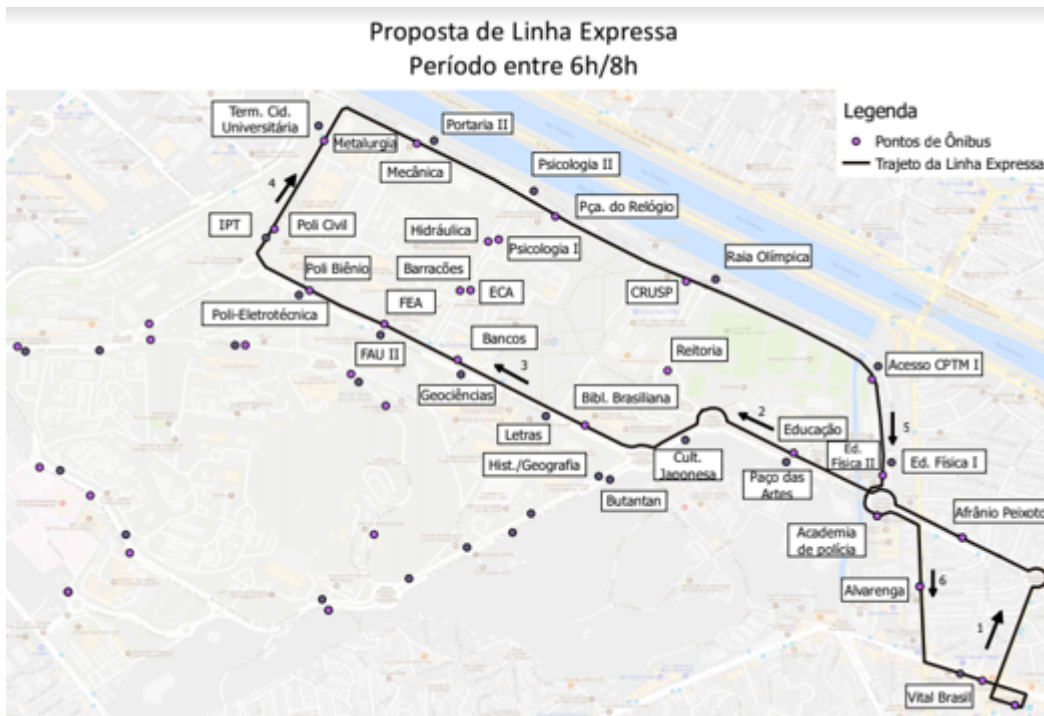 Proposta de Linha Expressa
Período entre 6h/8h
Legenda
Pontos de Ônibus
Trajeto da Linha Expressa
Term. Cid.
Universitária
Portaria II
Metalurgia
Mecânica
Psicologia II
4
Pça. do Relógio
IPT
Poli Civil
Hidráulica
Psicologia I
Raia Olímpica
Poli Biênio
Barracões
ECA
CRUSP
FEA
Poli-Eletrotécnica
Bancos
FAU II
Reitoria
Acesso CPTM I
3
Geociências
Bibl. Brasiliana
2
5
Letras
Educação
Ed.
Física II
Ed. Física I
Hist./Geografia
Cult.
Japonesa
Paço das
Artes
Butantan
Afrânio Peixoto
Academia
de polícia
Alvarenga
6
1
Vital Brasil